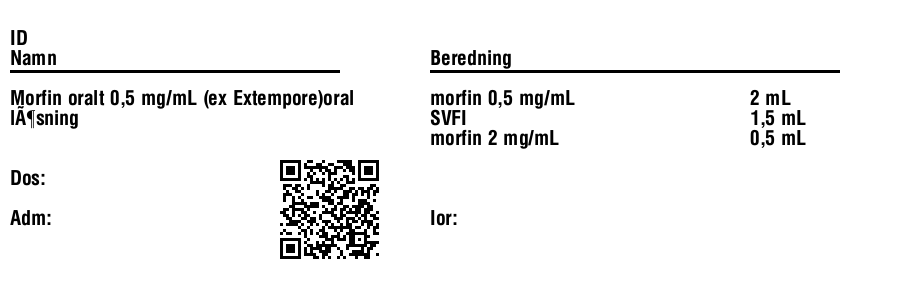 ID
Namn
Morfin oralt 0,5 mg/mL (ex Extempore)oral
lÃ¶sning
Dos:
Adm:
Beredning
morfin 0,5 mg/mL 2 mL
SVFI 1,5 mL
morfin 2 mg/mL 0,5 mL
Ior: